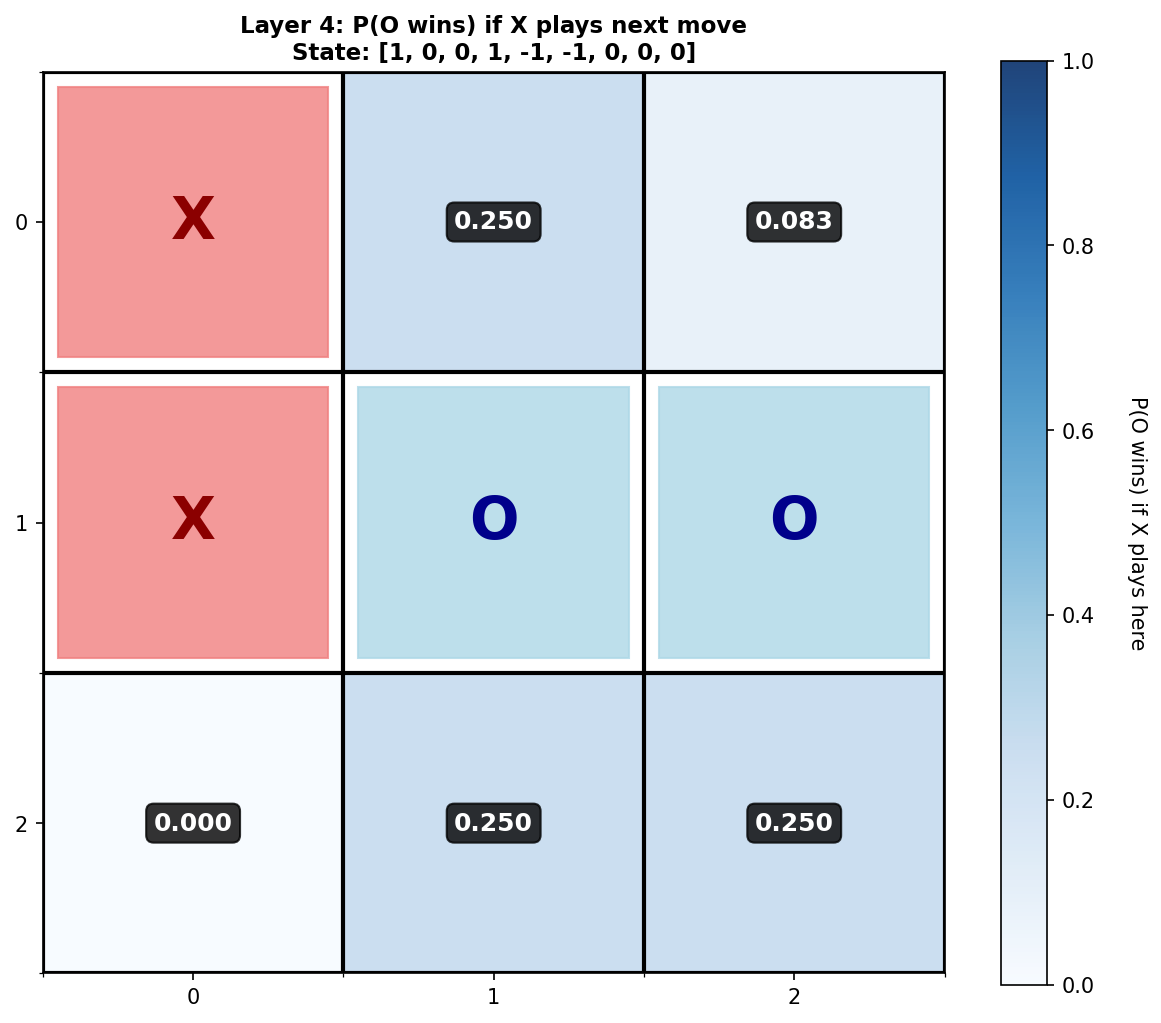 Layer 4: P(O wins) if X plays next move
State: [1, 0, 0, 1, -1, -1, 0, 0, 0]
0
X
0.250
0.083
1
X
O
O
2
0.000
0.250
0.250
0
1
2
1.0
0.8
0.6
0.4
0.2
0.0
P(O wins) if X plays here